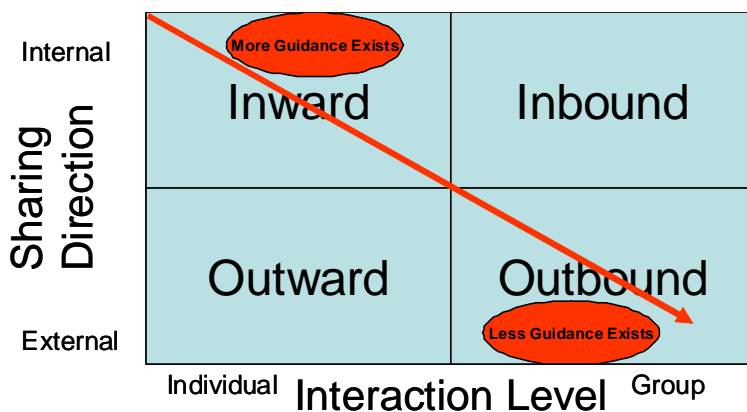 Internal
More Guidance Exists
Inward
Inbound
Sharing
Direction
Outward
Outbound
External
Less Guidance Exists
Individual
Interaction Level
Group